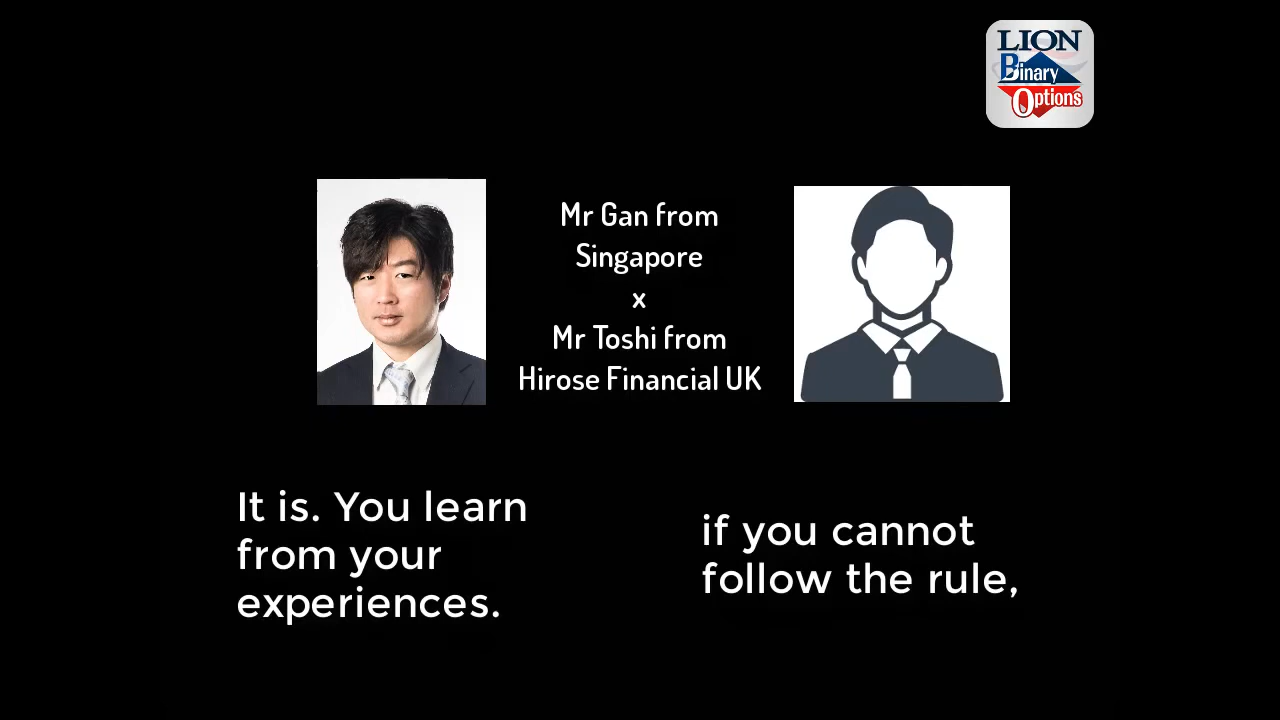 LION
Binary
Options
Mr Gan from
Singapore
x
Mr Toshi from
Hirose Financial UK
It is. You learn
from your
experiences.
if you cannot
follow the rule,